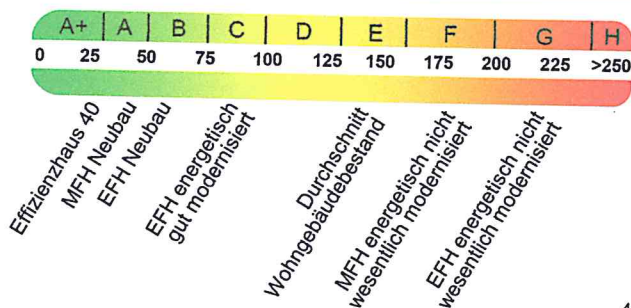 A+ A B C D E F G H
0 25 50 75 100 125 150 175 200 225 >250
Effizienzhaus 40
MFH Neubau
EFH Neubau
EFH energetisch
gut modernisiert
Durchschnitt
Wohngebäudebestand
MFH energetisch nicht
wesentlich modernisiert
EFH energetisch nicht
wesentlich modernisiert